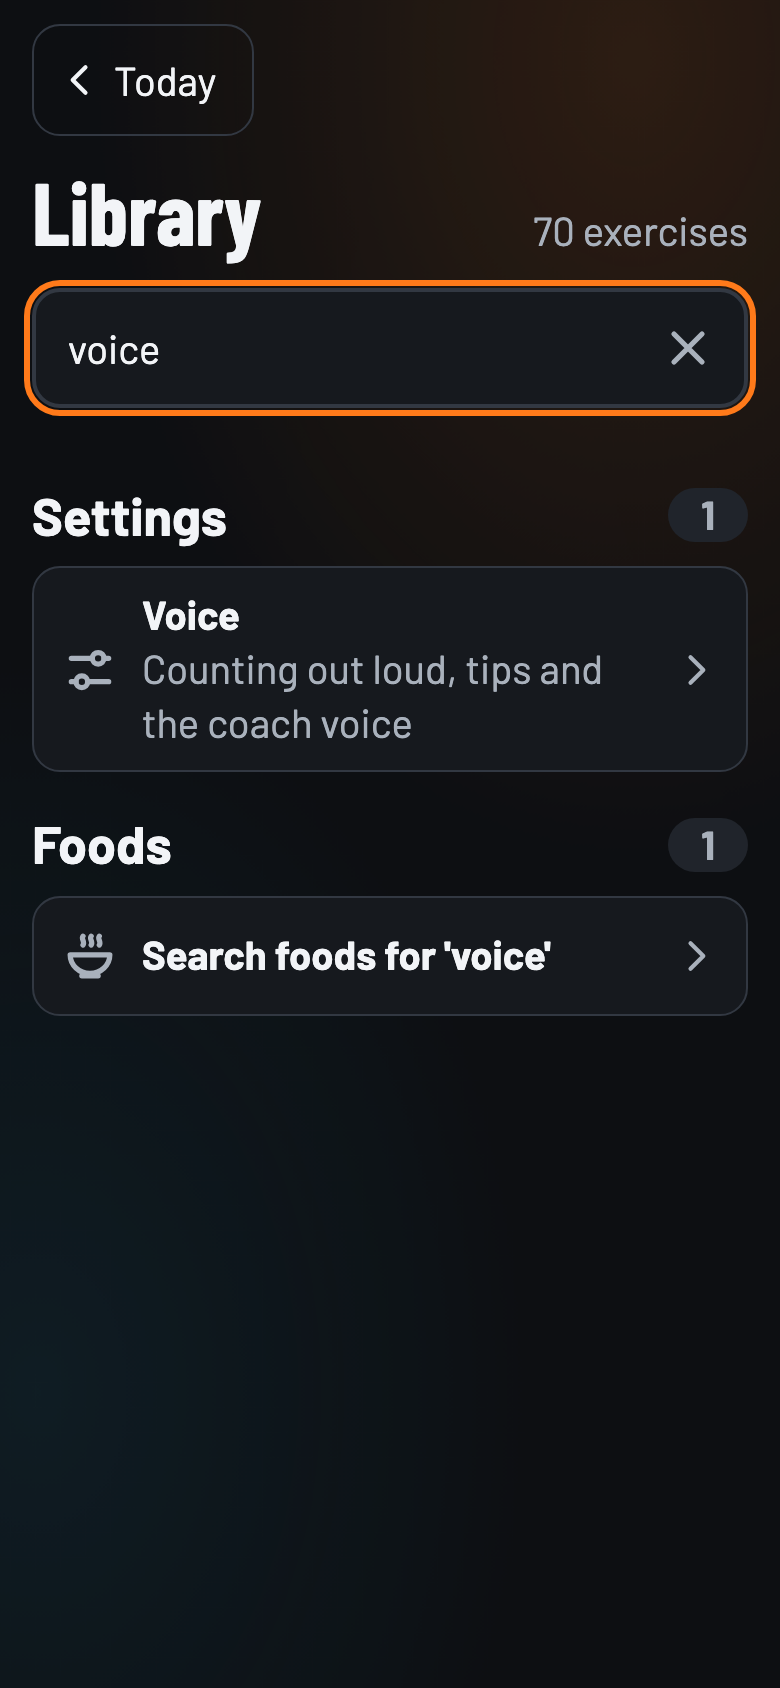 Today
Library
70 exercises
voice
Settings
1
Voice
Counting out loud, tips and
the coach voice
Foods
1
Search foods for 'voice'